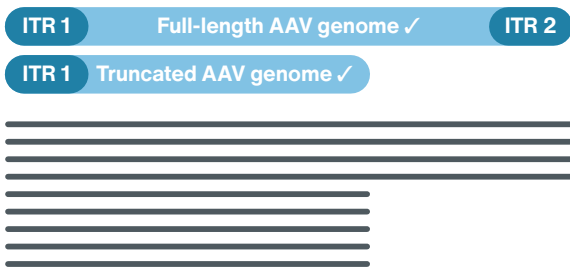 ITR 1 Full-length AAV genome ✓ ITR 2
ITR 1 Truncated AAV genome ✓